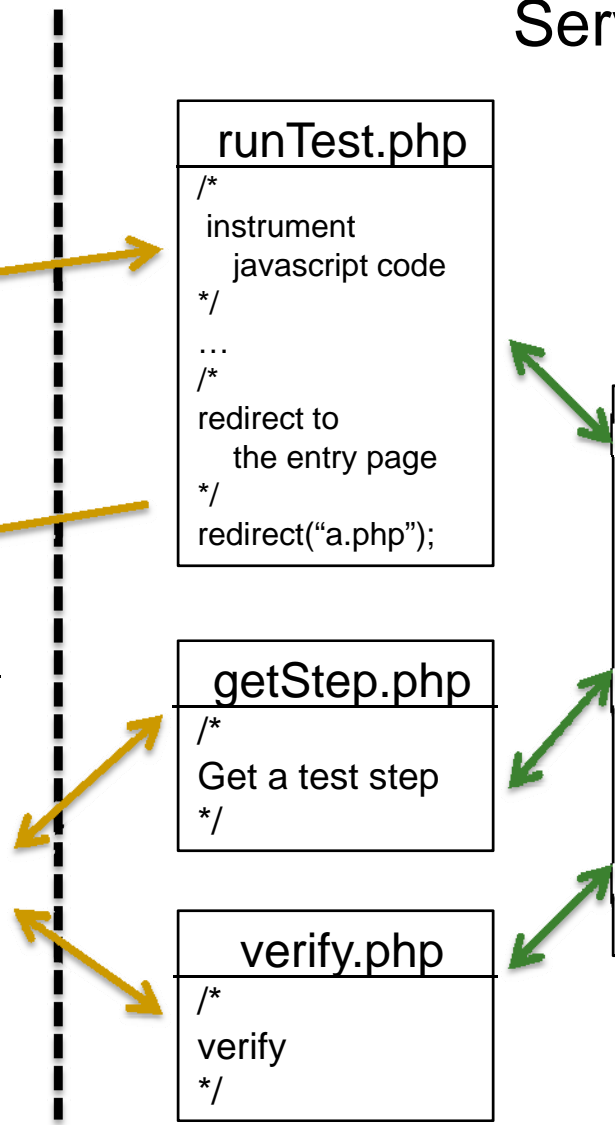 Ser
runTest.php
/*
instrument
javascript code
*/
…
/*
redirect to
the entry page
*/
redirect(“a.php”);
getStep.php
/*
Get a test step
*/
verify.php
/*
verify
*/